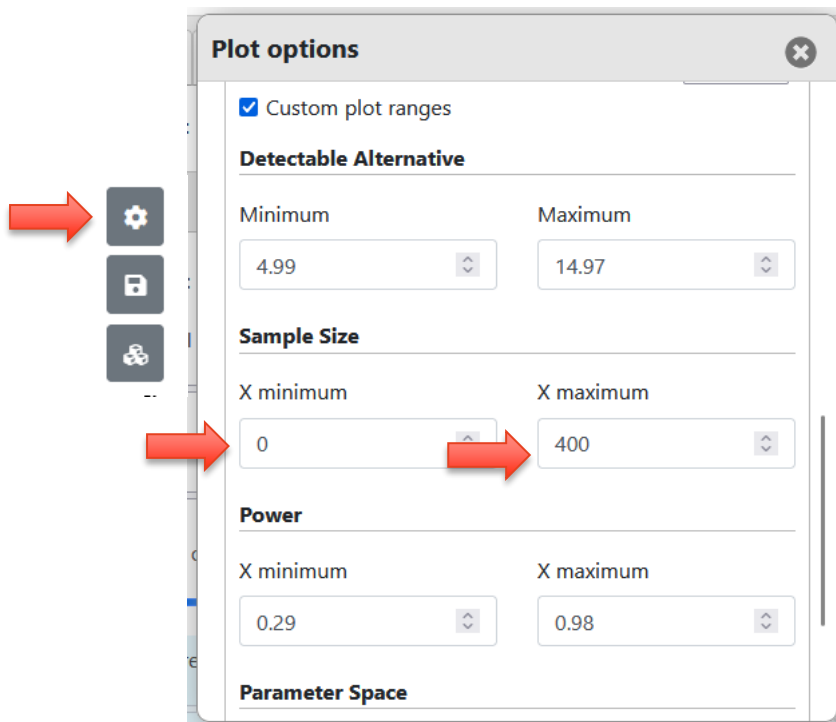 Plot options
Custom plot ranges
Detectable Alternative
Minimum Maximum
4.99 14.97
Sample Size
X minimum X maximum
0 400
Power
X minimum X maximum
0.29 0.98
Parameter Space